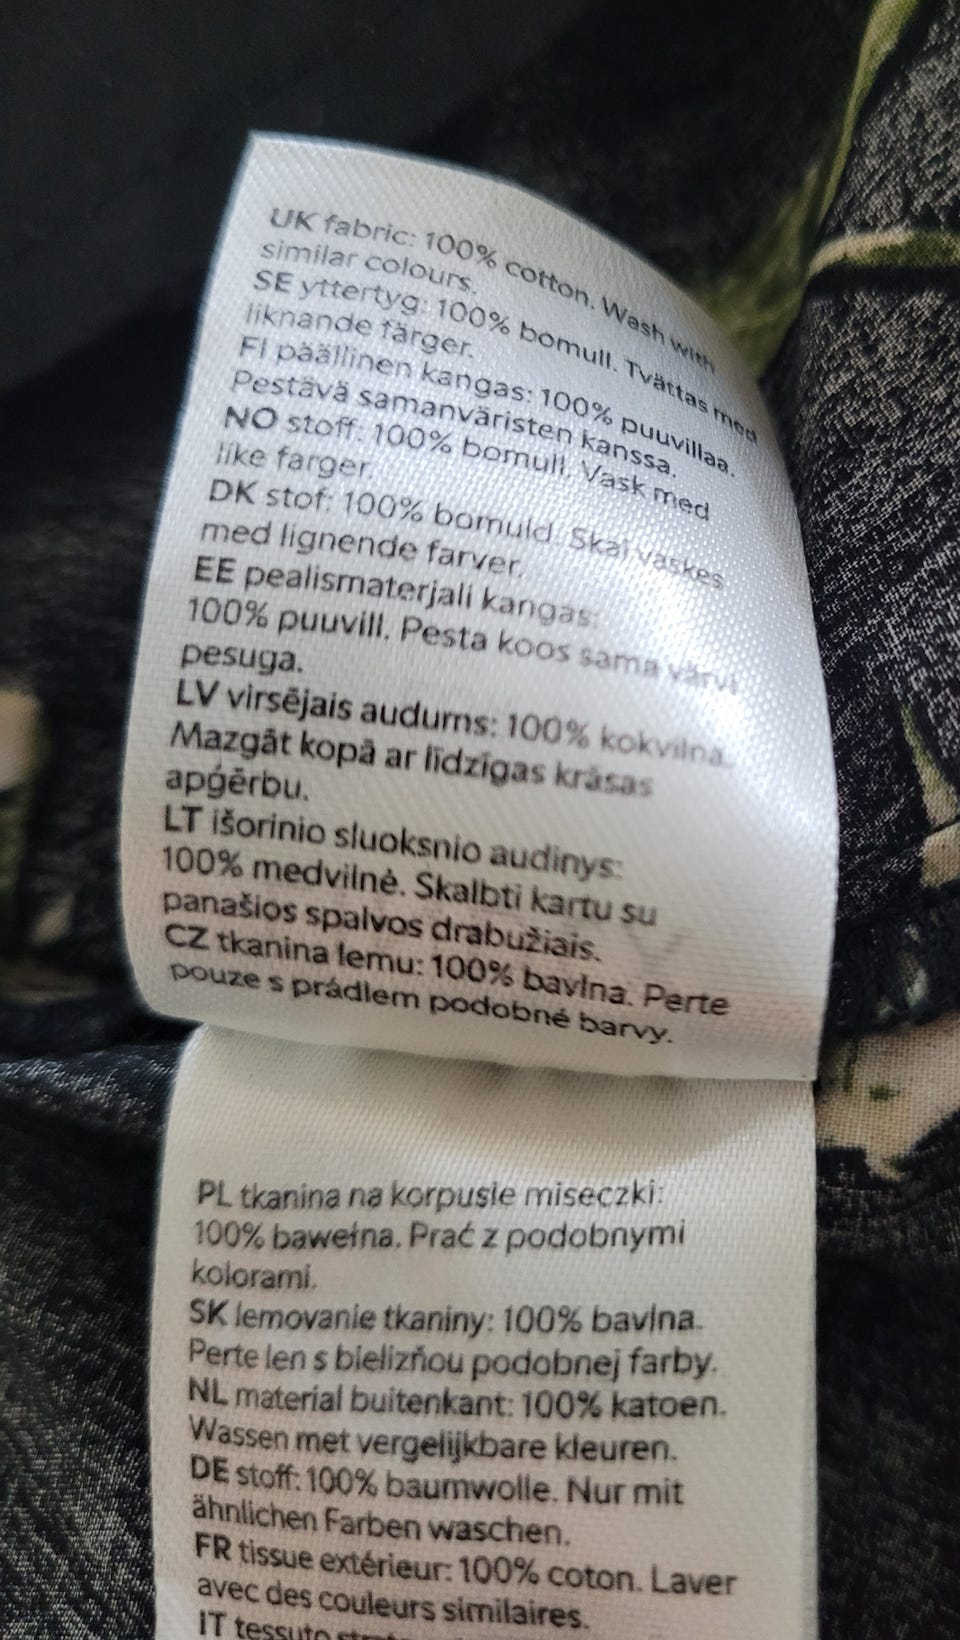 UK fabric: 100% cotton. Wash with
similar colours.
SE yttertyg: 100% bomull. Tvättas med
liknande färger.
FI päällinen kangas: 100% puuvillaa.
Pestävä samanväristen kanssa.
NO stoff: 100% bomull. Vask med
like farger.
DK stof: 100% bomuld. Skal vaskes
med lignende farver.
EE pealismaterjali kangas:
100% puuvill. Pesta koos sama värvi
pesuga.
LV virsējais audums: 100% kokvilna.
Mazgāt kopā ar līdzīgas krāsas
apģērbu.
LT išorinio sluoksnio audinys:
100% medvilnė. Skalbti kartu su
panašios spalvos drabužiais.
CZ tkanina lemu: 100% bavlna. Perte
pouze s prádlem podobné barvy.
PL tkanina na korpusie miseczki:
100% bawełna. Prać z podobnymi
kolorami.
SK lemovanie tkaniny: 100% bavlna.
Perte len s bielizňou podobnej farby.
NL material buitenkant: 100% katoen.
Wassen met vergelijkbare kleuren.
DE stoff: 100% baumwolle. Nur mit
ähnlichen Farben waschen.
FR tissue extérieur: 100% coton. Laver
avec des couleurs similaires.
IT tessuto